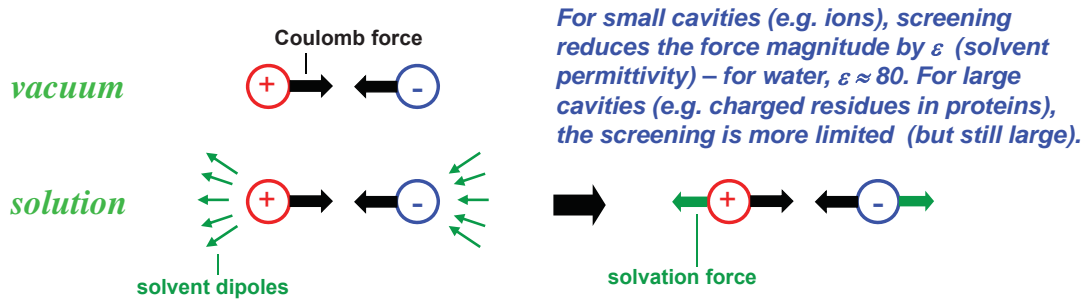 For small cavities (e.g. ions), screening
reduces the force magnitude by ε (solvent
permittivity) – for water, ε ≈ 80. For large
cavities (e.g. charged residues in proteins),
the screening is more limited (but still large).
Coulomb force
vacuum
+
-
solution
+
-
+
-
solvent dipoles
solvation force